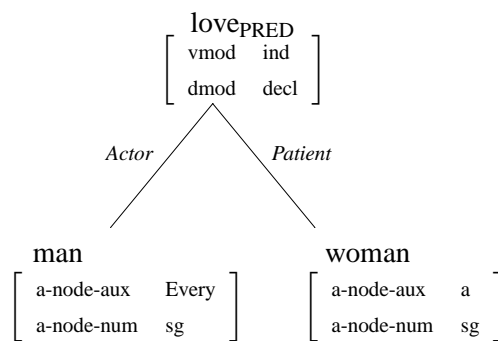 lovePRED
vmod ind
dmod decl
Actor Patient
man woman
a-node-aux Every a-node-aux a
a-node-num sg a-node-num sg